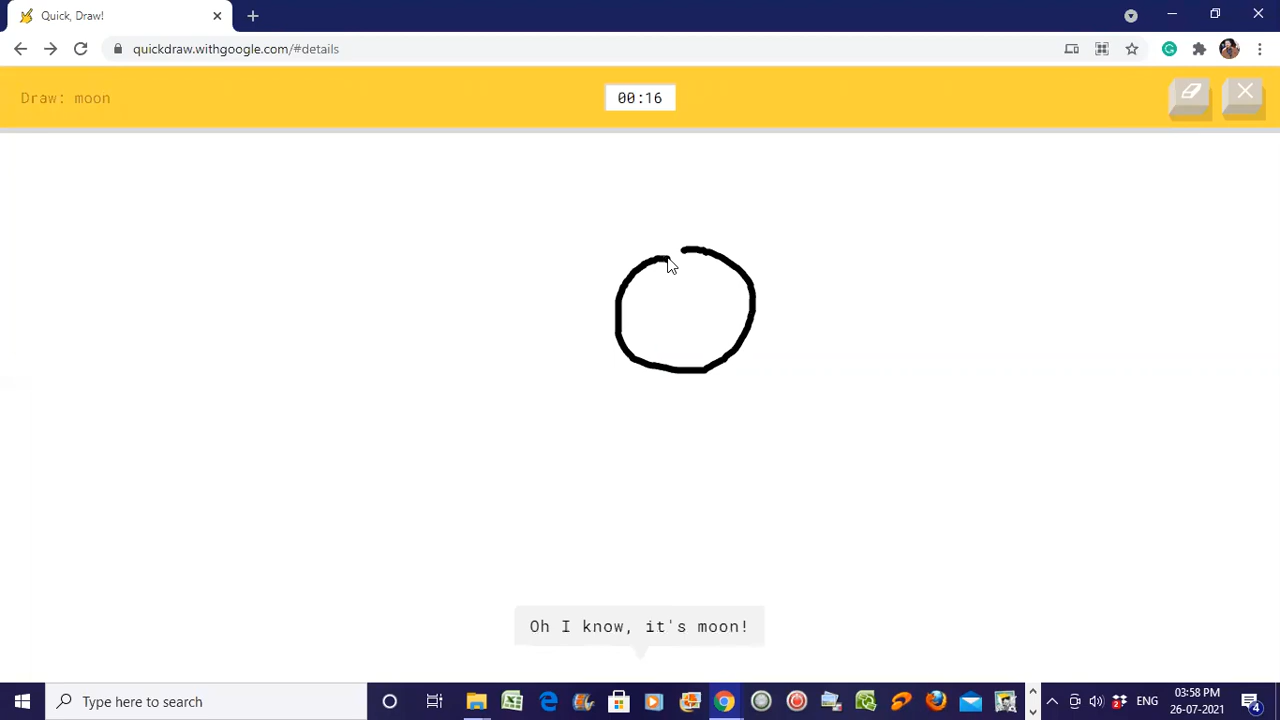 Quick, Draw!
quickdraw.withgoogle.com/#details
Draw: moon
00:16
Oh I know, it's moon!
Type here to search
ENG
03:58 PM
26-07-2021
4